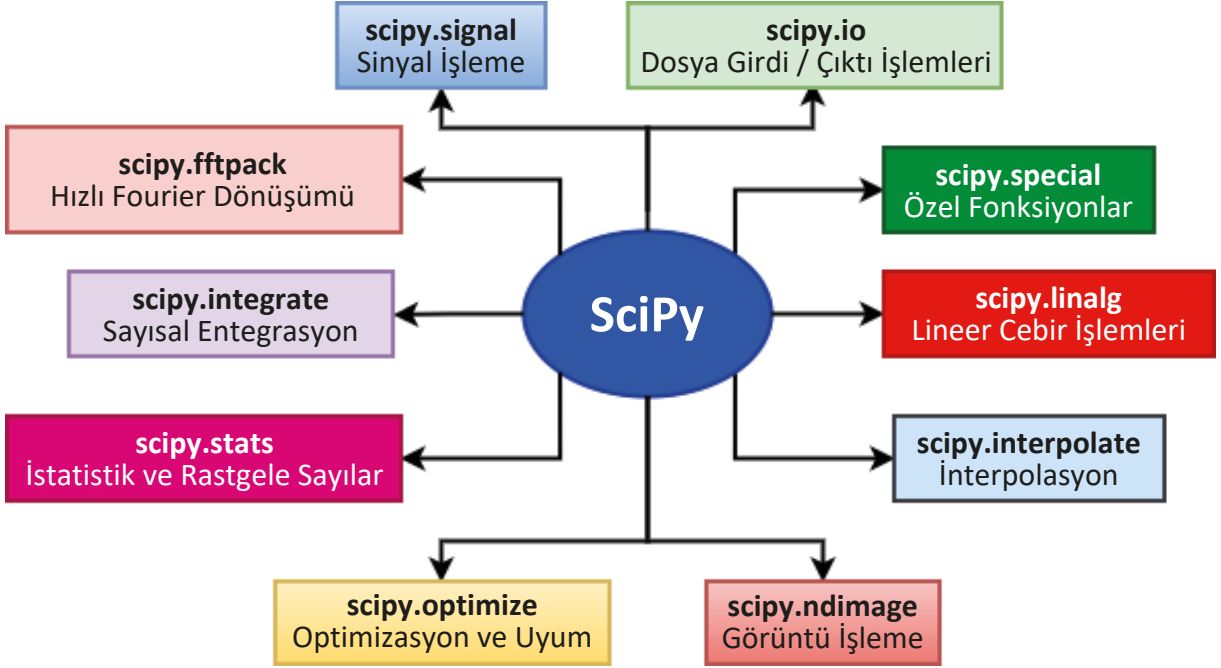 scipy.signal
Sinyal İşleme
scipy.io
Dosya Girdi / Çıktı İşlemleri
scipy.fftpack
Hızlı Fourier Dönüşümü
scipy.special
Özel Fonksiyonlar
scipy.integrate
Sayısal Entegrasyon
SciPy
scipy.linalg
Lineer Cebir İşlemleri
scipy.stats
İstatistik ve Rastgele Sayılar
scipy.interpolate
İnterpolasyon
scipy.optimize
Optimizasyon ve Uyum
scipy.ndimage
Görüntü İşleme